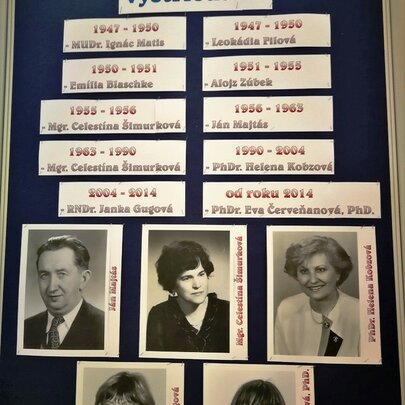 1947 - 1950
- MUDr. Ignác Matis
1947 - 1950
- Leokádia Filová
1950 - 1951
- Emília Blaschke
1951 - 1955
- Alojz Zúbek
1955 - 1956
- Mgr. Celestína Šimurková
1956 - 1963
- Ján Majtás
1963 - 1990
- Mgr. Celestína Šimurková
1990 - 2004
- PhDr. Helena Kobzová
2004 - 2014
- RNDr. Janka Gugová
od roku 2014
- PhDr. Eva Červeňanová, PhD.
Ján Majtás
Mgr. Celestína Šimurková
PhDr. Helena Kobzová
PhD.